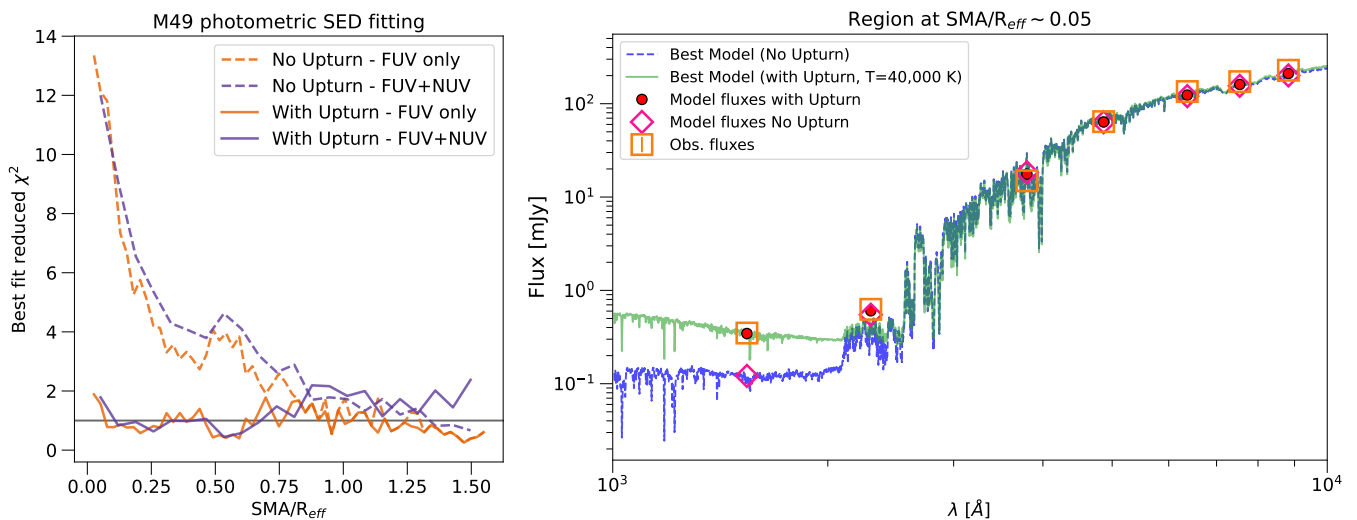 M49 photometric SED fitting
No Upturn - FUV only
No Upturn - FUV+NUV
With Upturn - FUV only
With Upturn - FUV+NUV
Best fit reduced χ²
14
12
10
8
6
4
2
0
0.00 0.25 0.50 0.75 1.00 1.25 1.50
SMA/R_eff
Region at SMA/R_eff ~ 0.05
Best Model (No Upturn)
Best Model (with Upturn, T=40,000 K)
Model fluxes with Upturn
Model fluxes No Upturn
Obs. fluxes
Flux [mJy]
10²
10¹
10⁰
10⁻¹
10³ 10⁴
λ [Å]